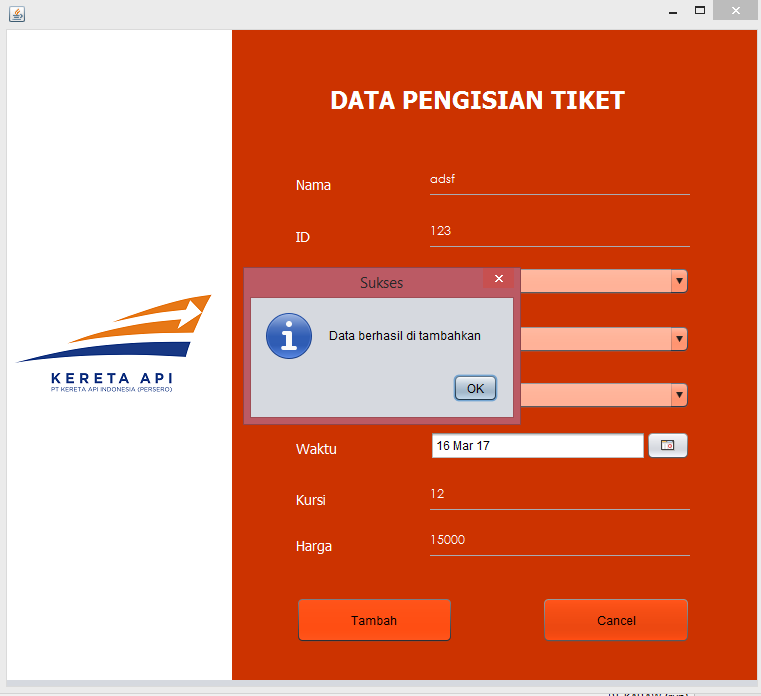 DATA PENGISIAN TIKET
Nama
adsf
ID
123
Sukses
Data berhasil di tambahkan
OK
KERETA API
PT KERETA API INDONESIA (PERSERO)
Waktu
16 Mar 17
Kursi
12
Harga
15000
Tambah
Cancel